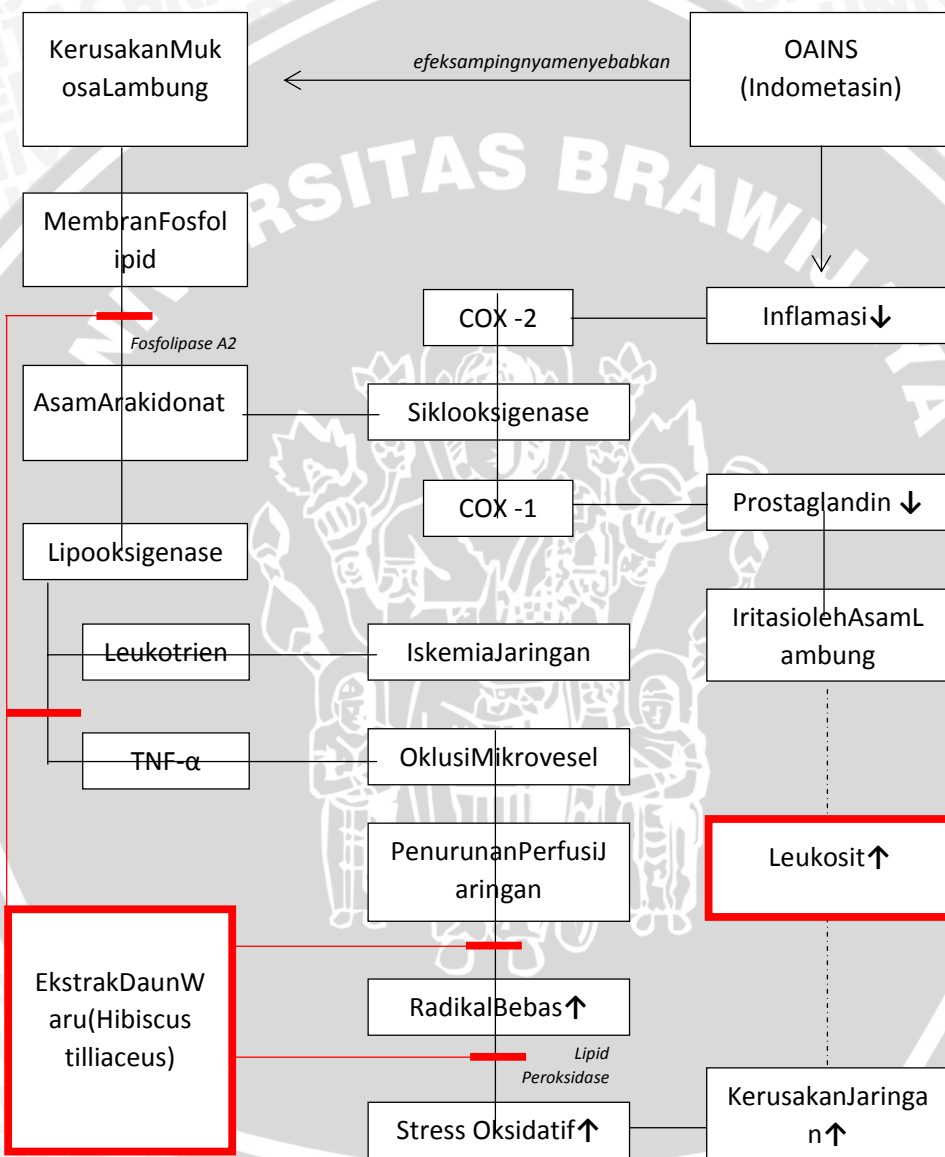 KerusakanMuk
osaLambung
efeksampingnyamenyebabkan
OAINS
(Indometasin)
UNIVERSITAS BRAWIJAYA
MembranFosfol
ipid
Fosfolipase A2
COX -2
Inflamasi↓
AsamArakidonat
Siklooksigenase
COX -1
Prostaglandin ↓
Lipooksigenase
Leukotrien
IskemiaJaringan
IritasiolehAsamL
ambung
TNF-α
OklusiMikrovesel
PenurunanPerfusiJ
aringan
Leukosit↑
EkstrakDaunW
aru(Hibiscus
tilliaceus)
RadikalBebas↑
Lipid
Peroksidase
Stress Oksidatif↑
KerusakanJaringa
n↑